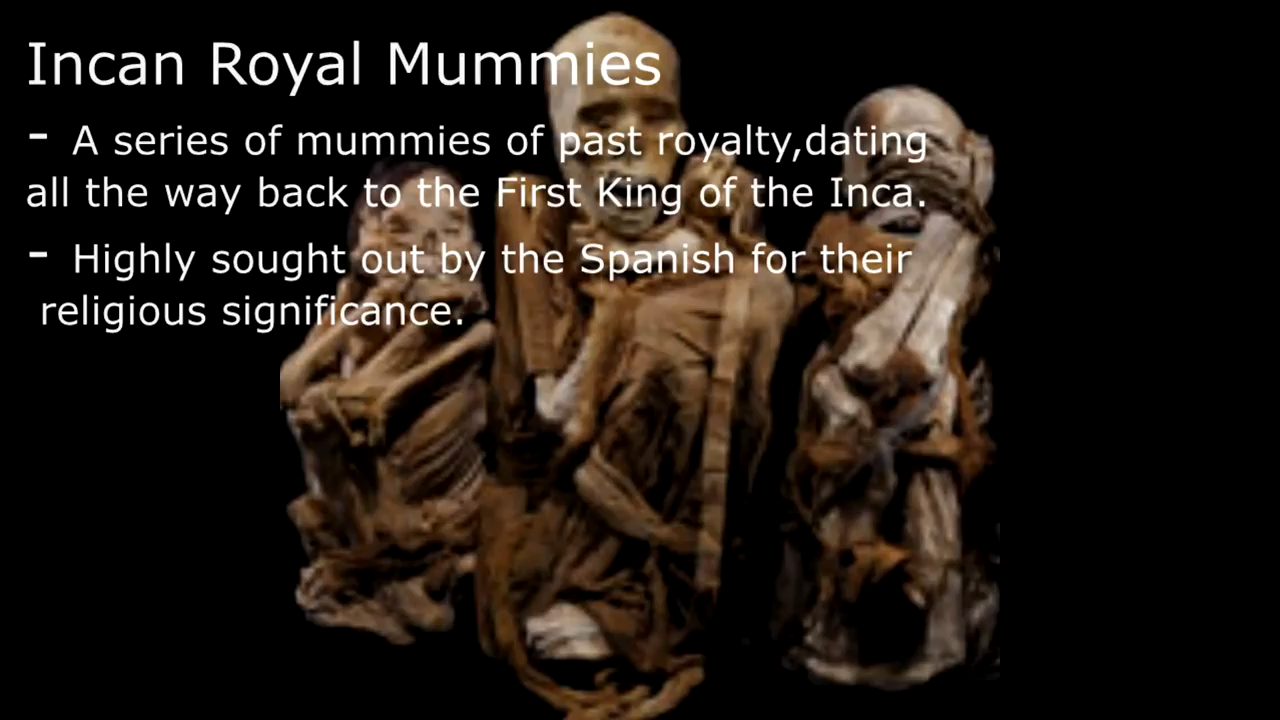 Incan Royal Mummies
- A series of mummies of past royalty,dating
all the way back to the First King of the Inca.
- Highly sought out by the Spanish for their
religious significance.